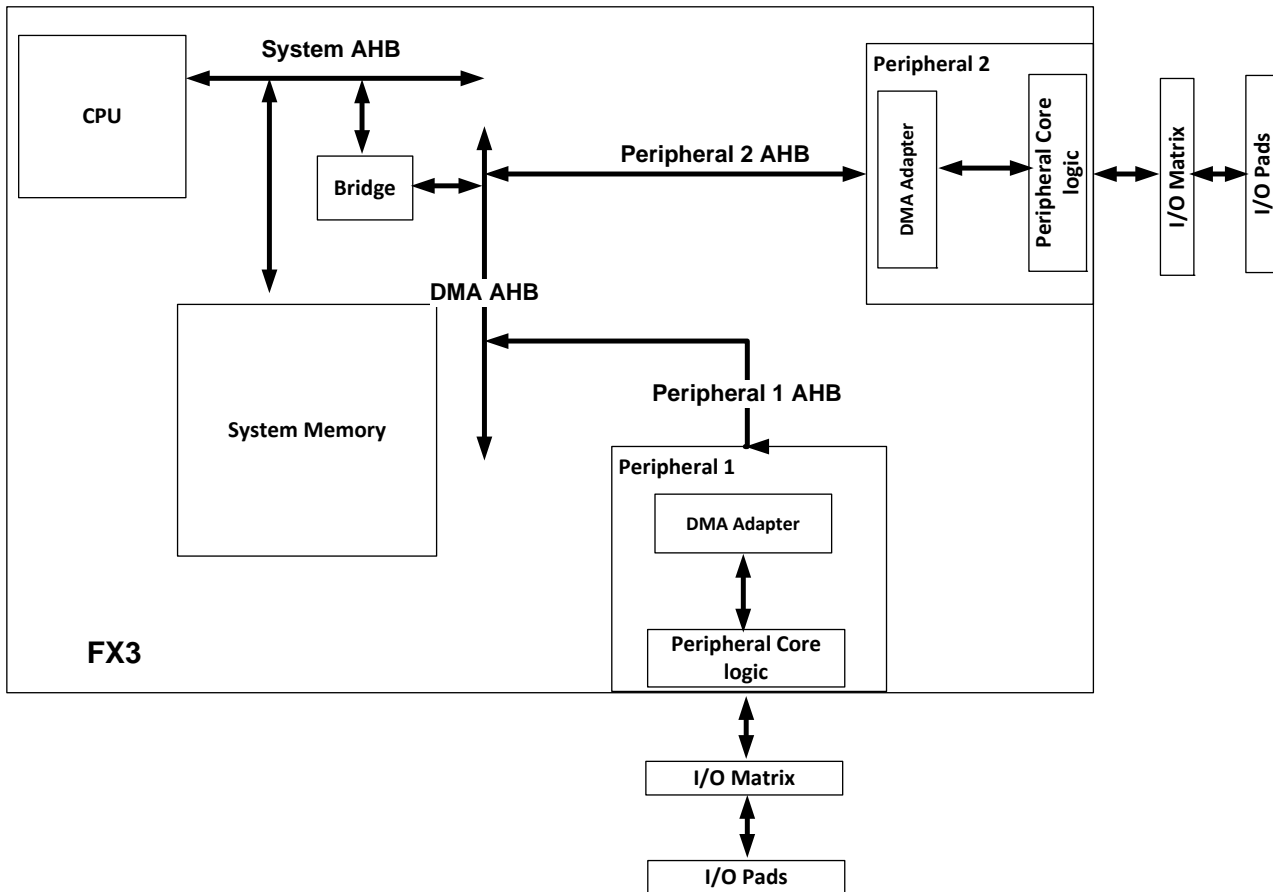 System AHB
CPU
Bridge
Peripheral 2 AHB
Peripheral 2
DMA Adapter
Peripheral Core
logic
I/O Matrix
I/O Pads
DMA AHB
System Memory
Peripheral 1 AHB
Peripheral 1
DMA Adapter
Peripheral Core
logic
FX3
I/O Matrix
I/O Pads